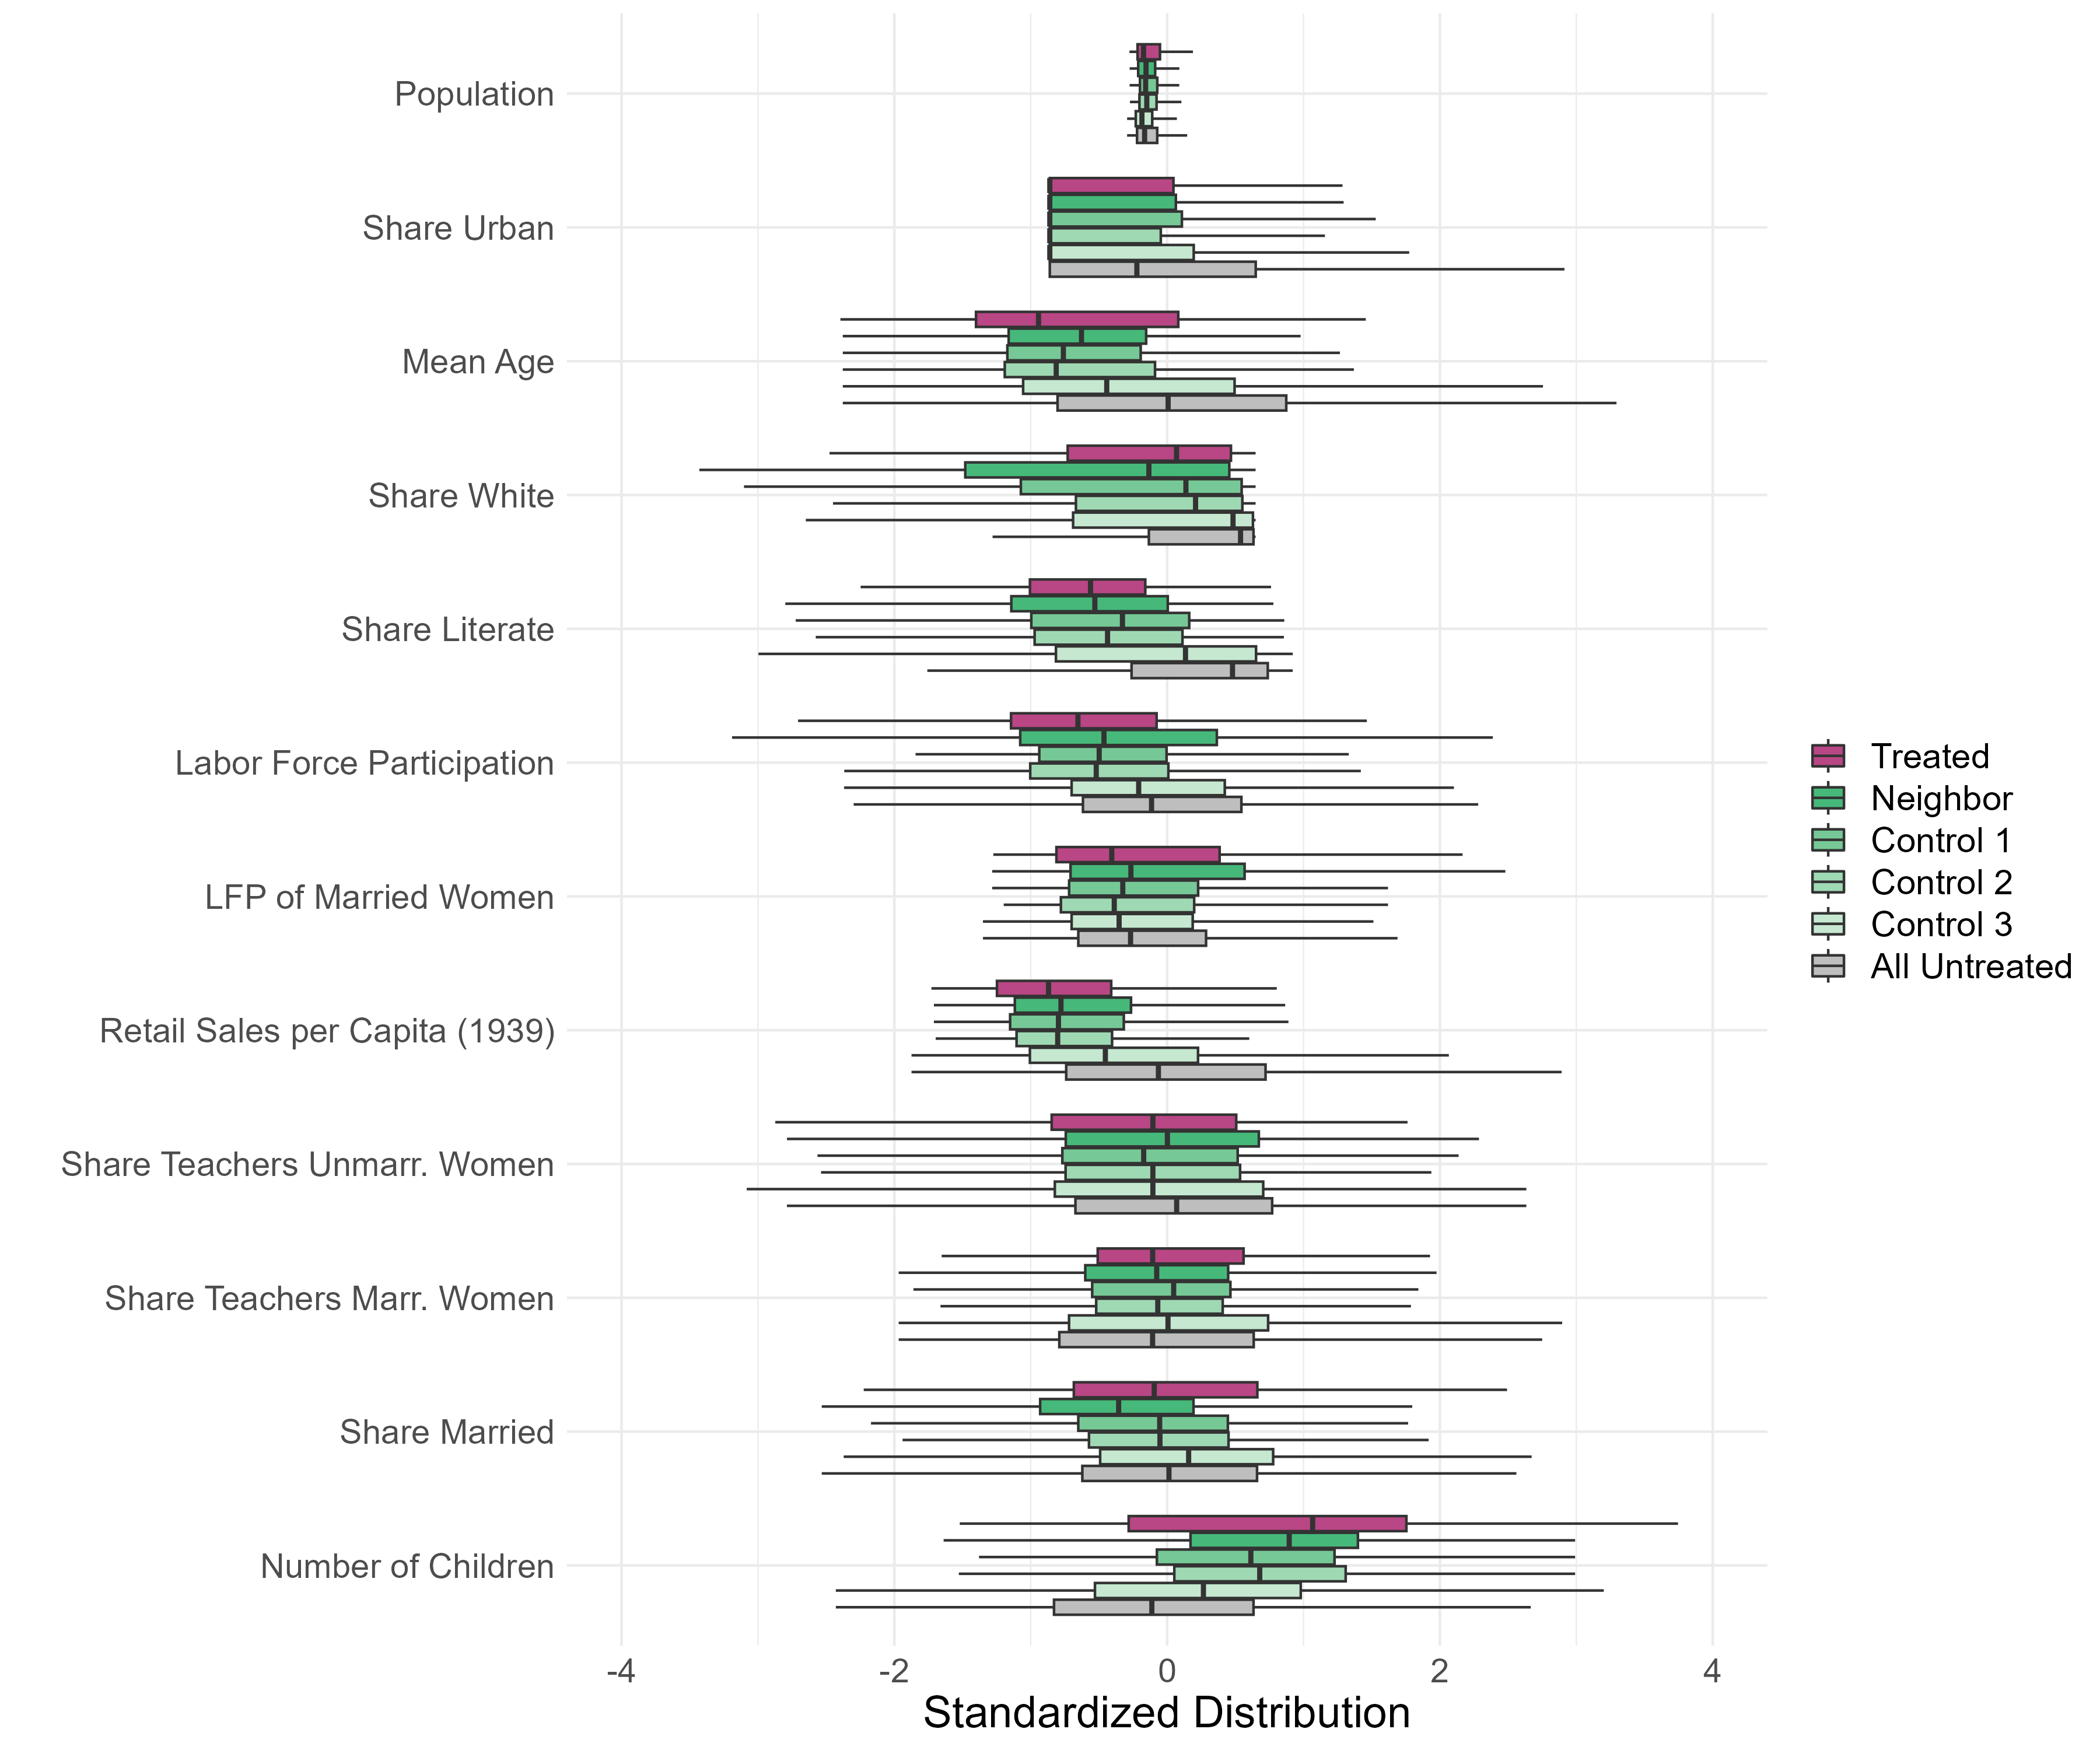 Population
Share Urban
Mean Age
Share White
Share Literate
Labor Force Participation
LFP of Married Women
Retail Sales per Capita (1939)
Share Teachers Unmarr. Women
Share Teachers Marr. Women
Share Married
Number of Children
-4 -2 0 2 4
Standardized Distribution
Treated
Neighbor
Control 1
Control 2
Control 3
All Untreated